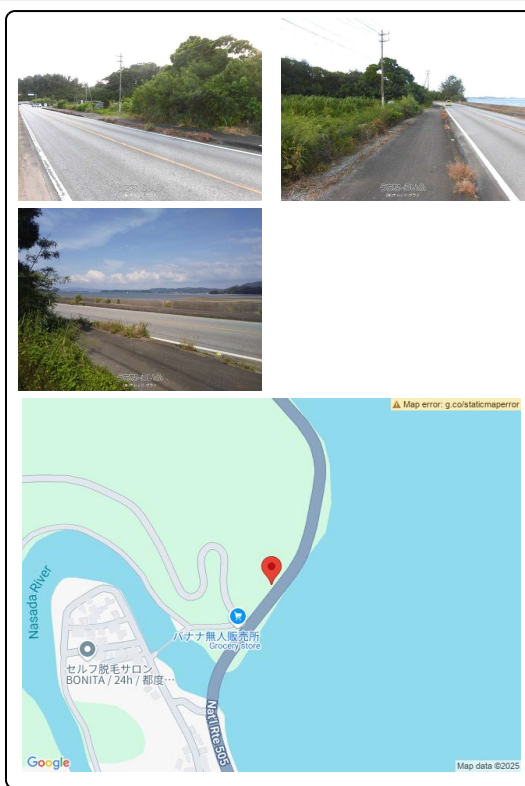 Map error: g.co/staticmaperror
Nasada River
バナナ無人販売所
Grocery store
セルフ脱毛サロン
BONITA / 24h / 都度…
Nat'l Rte 505
Google
Map data ©2025